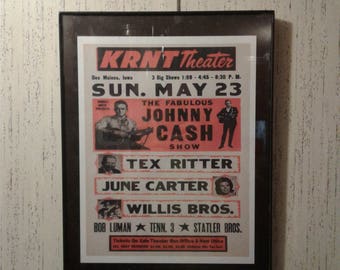 KRNT Theater
Des Moines, Iowa 3 Big Shows 1:00 - 4:45 - 8:30 P. M.
SUN. MAY 23
THE FABULOUS
JOHNNY
CASH
SHOW
TEX RITTER
JUNE CARTER
WILLIS BROS.
BOB LUMAN ★ TENN. 3 ★ STATLER BROS.
Tickets On Sale Theater Box Office &